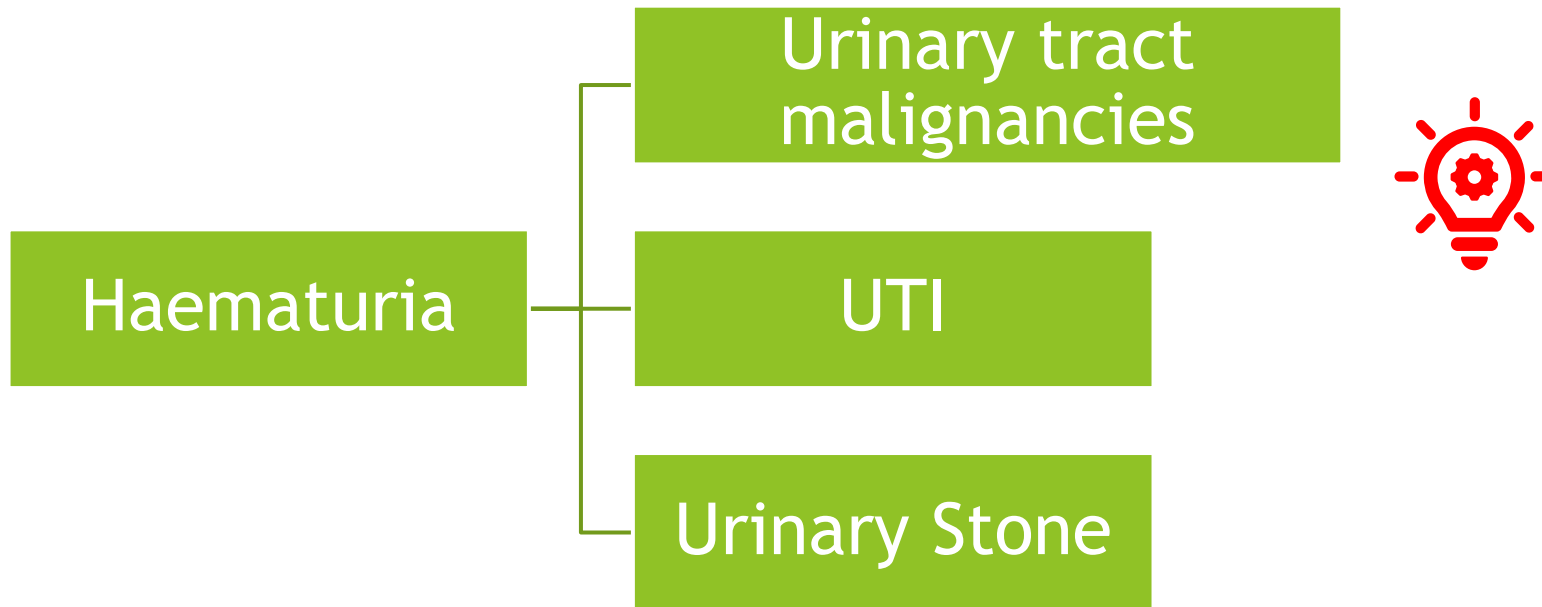 Urinary tract
malignancies
Haematuria
UTI
Urinary Stone